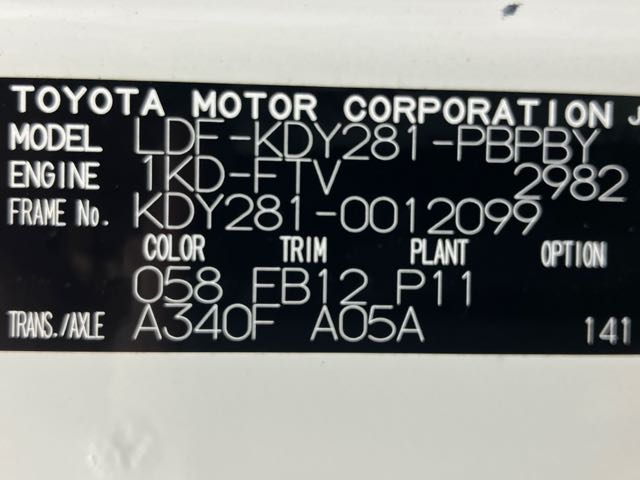 TOYOTA MOTOR CORPORATION J
MODEL LDF-KDY281-PBPBY
ENGINE 1KD-FTV 2982
FRAME No. KDY281-0012099
COLOR TRIM PLANT OPTION
058 FB12 P11
TRANS./AXLE A340F A05A 141